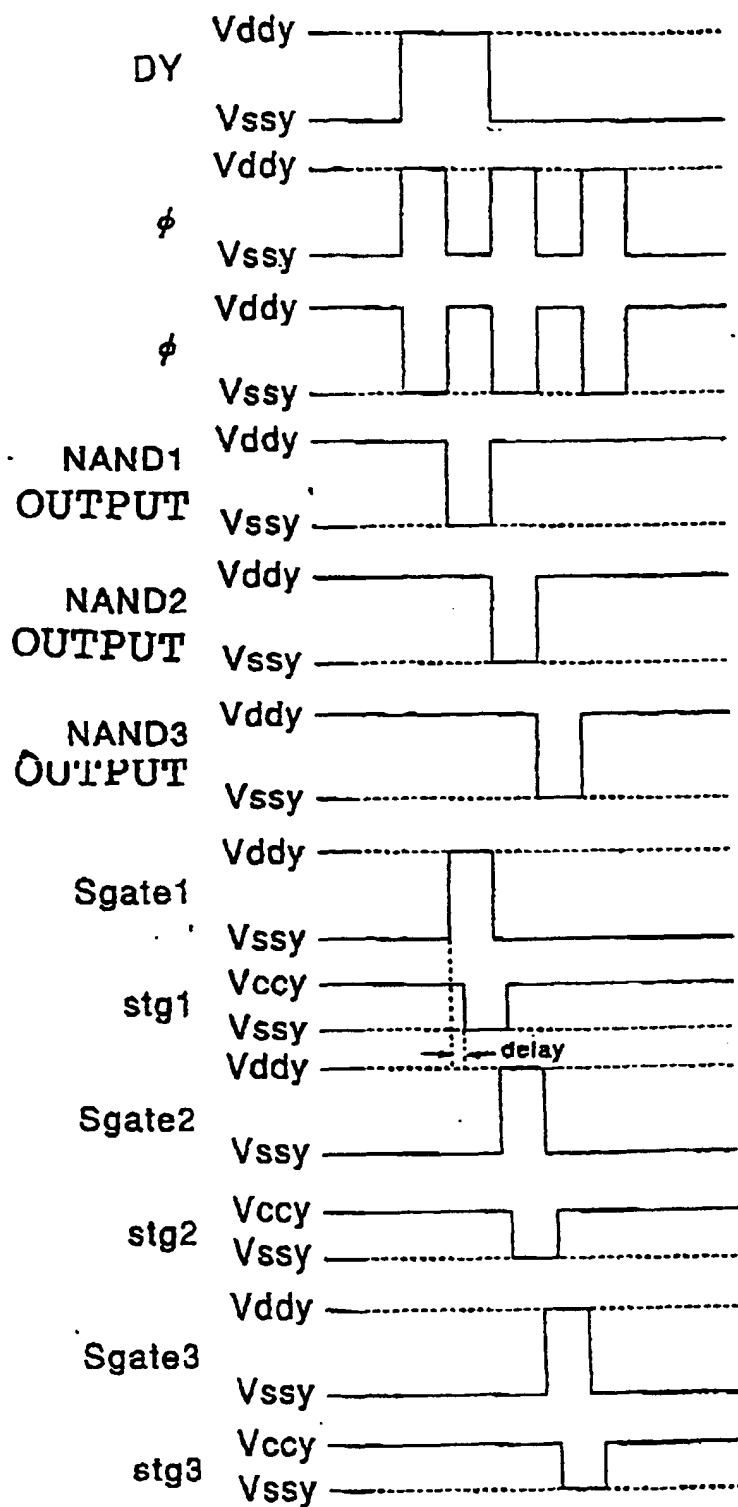 Vddy
DY
Vssy
Vddy
ϕ
Vssy
Vddy
ϕ
Vssy
Vddy
NAND1
OUTPUT
Vssy
Vddy
NAND2
OUTPUT
Vssy
Vddy
NAND3
OUTPUT
Vssy
Vddy
Sgate1
Vssy
Vccy
stg1
Vssy
delay
Vddy
Sgate2
Vssy
Vccy
stg2
Vssy
Vddy
Sgate3
Vssy
Vccy
stg3
Vssy